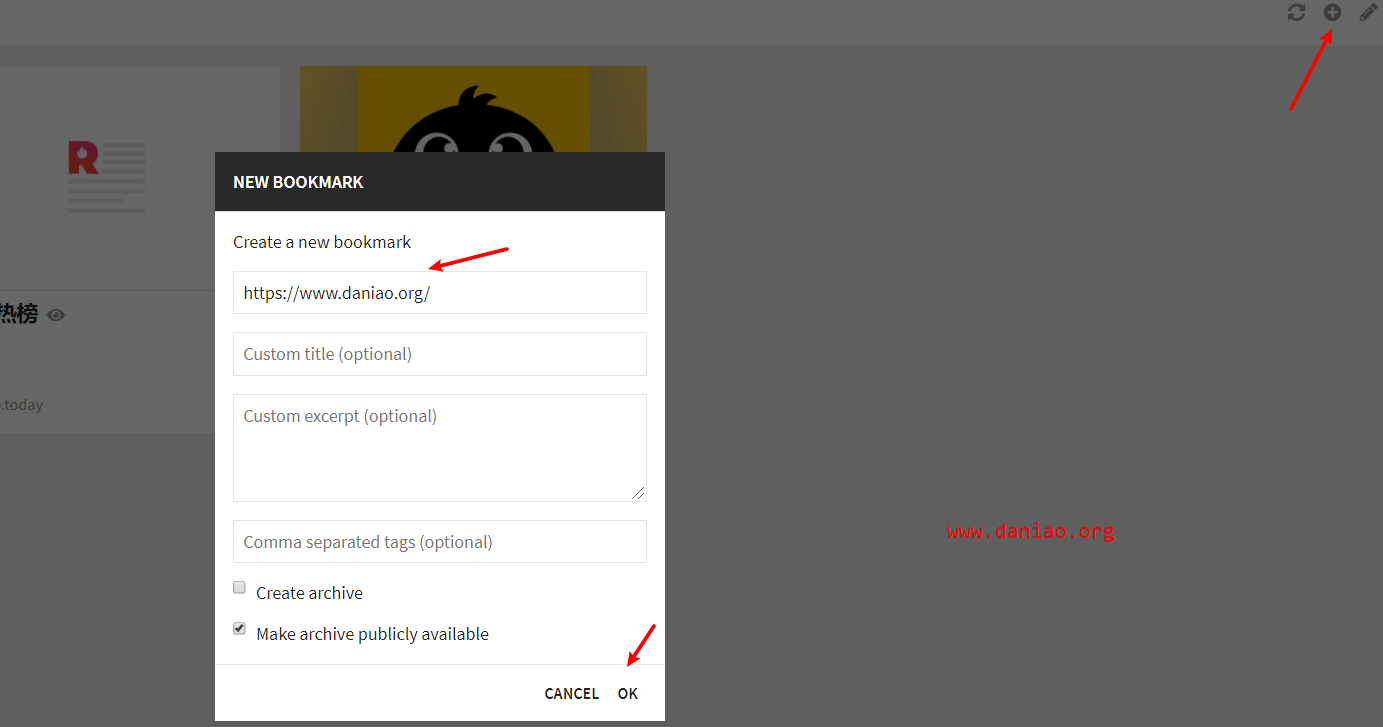 NEW BOOKMARK
Create a new bookmark
https://www.daniao.org/
Custom title (optional)
Custom excerpt (optional)
Comma separated tags (optional)
Create archive
Make archive publicly available
CANCEL OK
R
热榜
.today
www.daniao.org